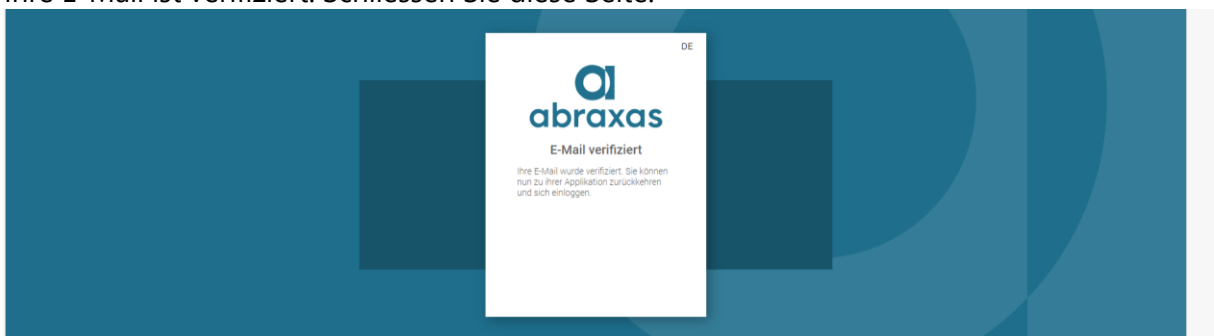 Ihre E-Mail ist verifiziert. Schliessen Sie diese Seite.
DE
abraxas
E-Mail verifiziert
Ihre E-Mail wurde verifiziert. Sie können
nun zu ihrer Applikation zurückkehren
und sich einloggen.